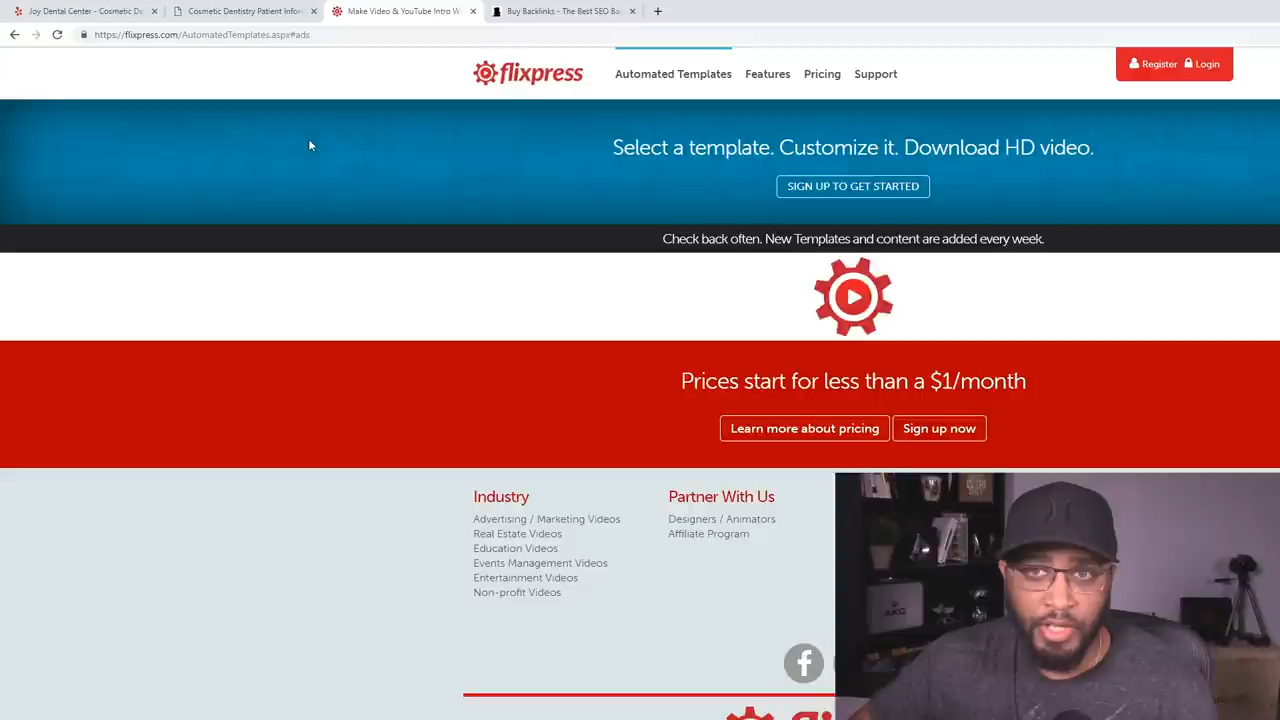 Joy Dental Center - Cosmetic De
Cosmetic Dentistry Patient Infor
Make Video & YouTube Intro W
Buy Backlinks - The Best SEO Ba
https://flixpress.com/AutomatedTemplates.aspx#ads
flixpress
Automated Templates
Features
Pricing
Support
Register
Login
Select a template. Customize it. Download HD video.
SIGN UP TO GET STARTED
Check back often. New Templates and content are added every week.
Prices start for less than a $1/month
Learn more about pricing
Sign up now
Industry
Advertising / Marketing Videos
Real Estate Videos
Education Videos
Events Management Videos
Entertainment Videos
Non-profit Videos
Partner With Us
Designers / Animators
Affiliate Program
AKG